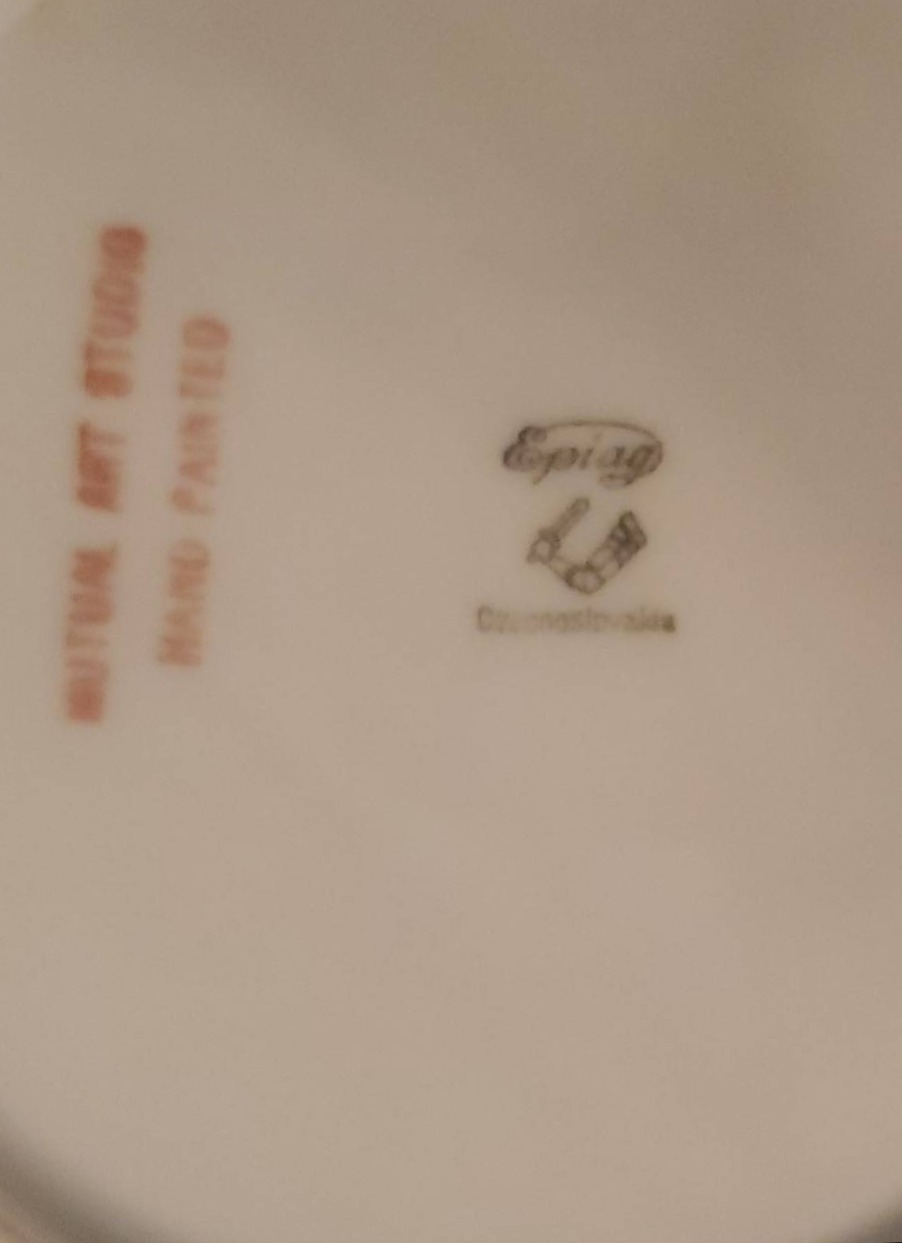 MUTUAL ART STUDIO
HAND PAINTED
Epiag
Czechoslovakia